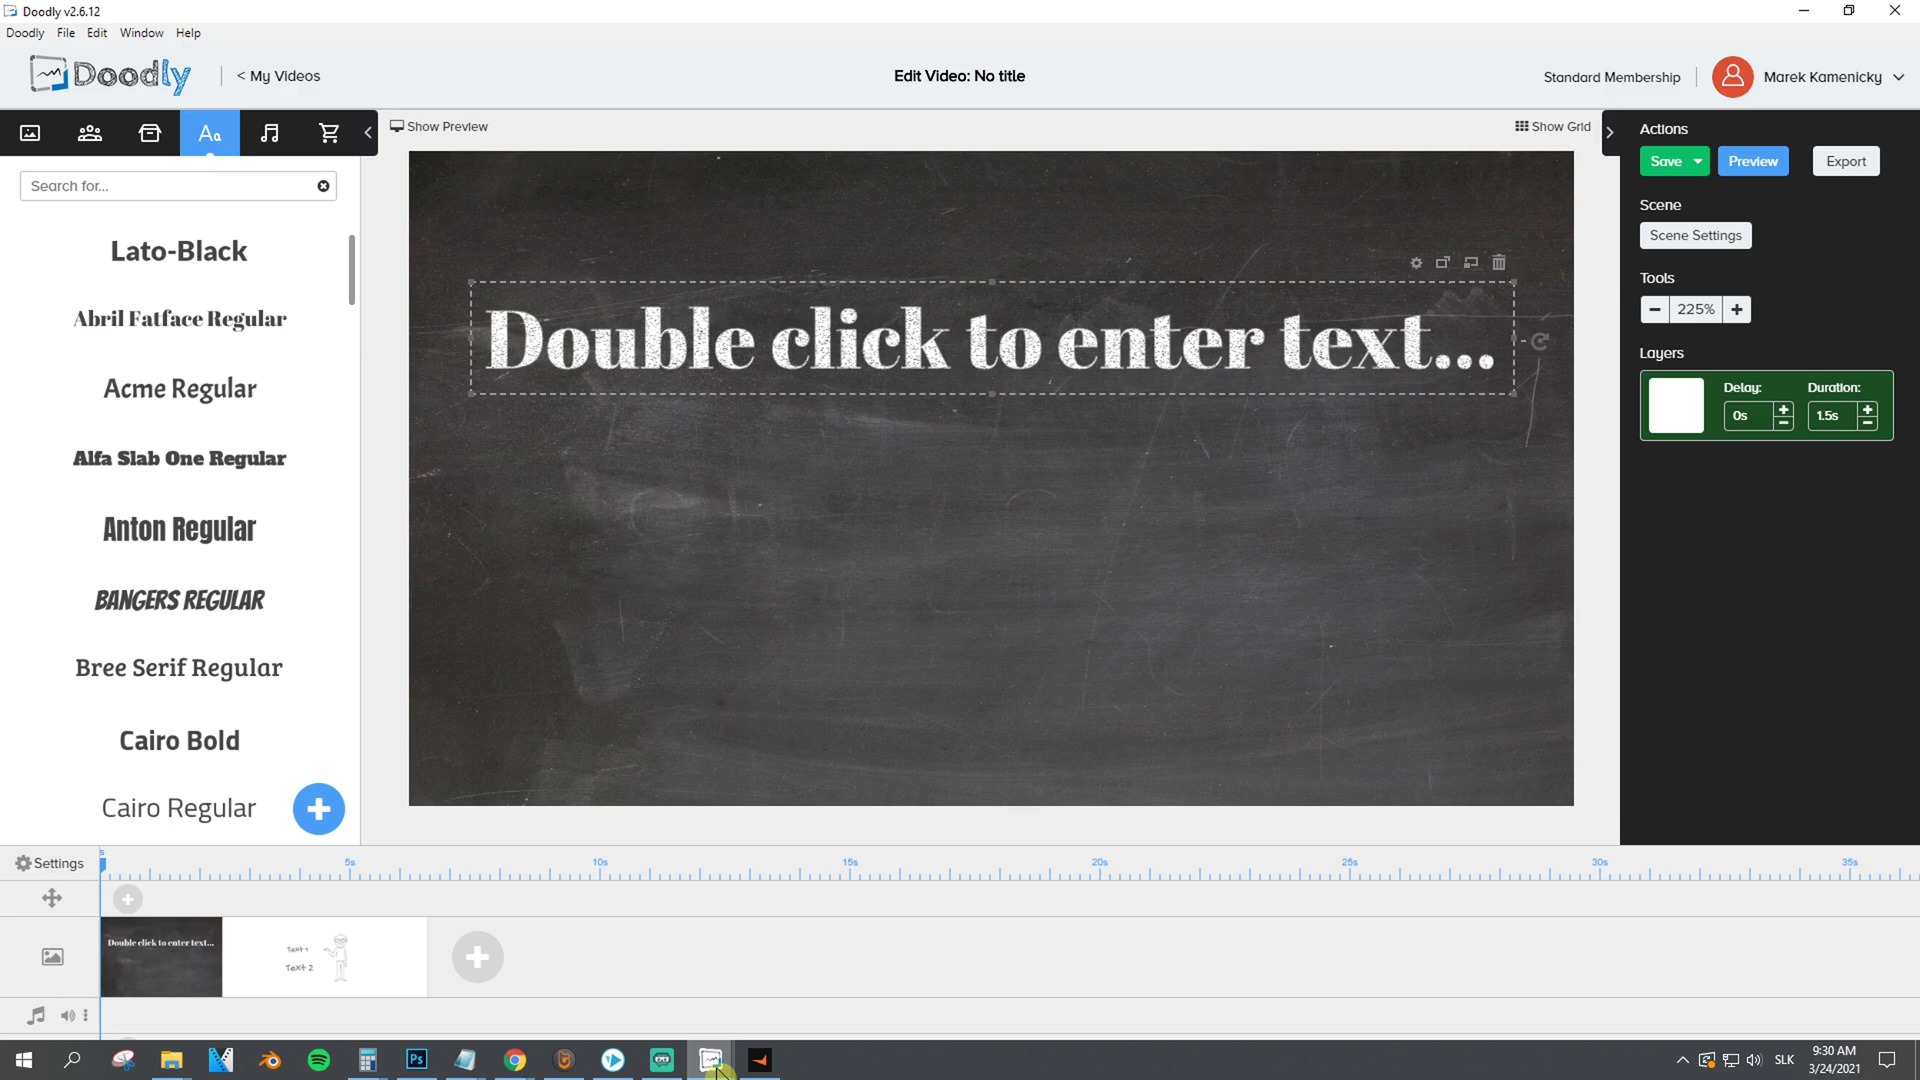 Doodly v2.6.12
Doodly File Edit Window Help
Doodly < My Videos Edit Video: No title Standard Membership Marek Kamenicky
Aa
Show Preview Show Grid
Search for...
Lato-Black
Abril Fatface Regular
Acme Regular
Alfa Slab One Regular
Anton Regular
BANGERS REGULAR
Bree Serif Regular
Cairo Bold
Cairo Regular
Double click to enter text...
Actions
Save Preview Export
Scene
Scene Settings
Tools
225%
Layers
Delay: Duration:
0s 1.5s
Settings s 5s 10s 15s 20s 25s 30s 35s
Double click to enter text...
Text 1
Text 2
Ps
SLK
9:30 AM
3/24/2021